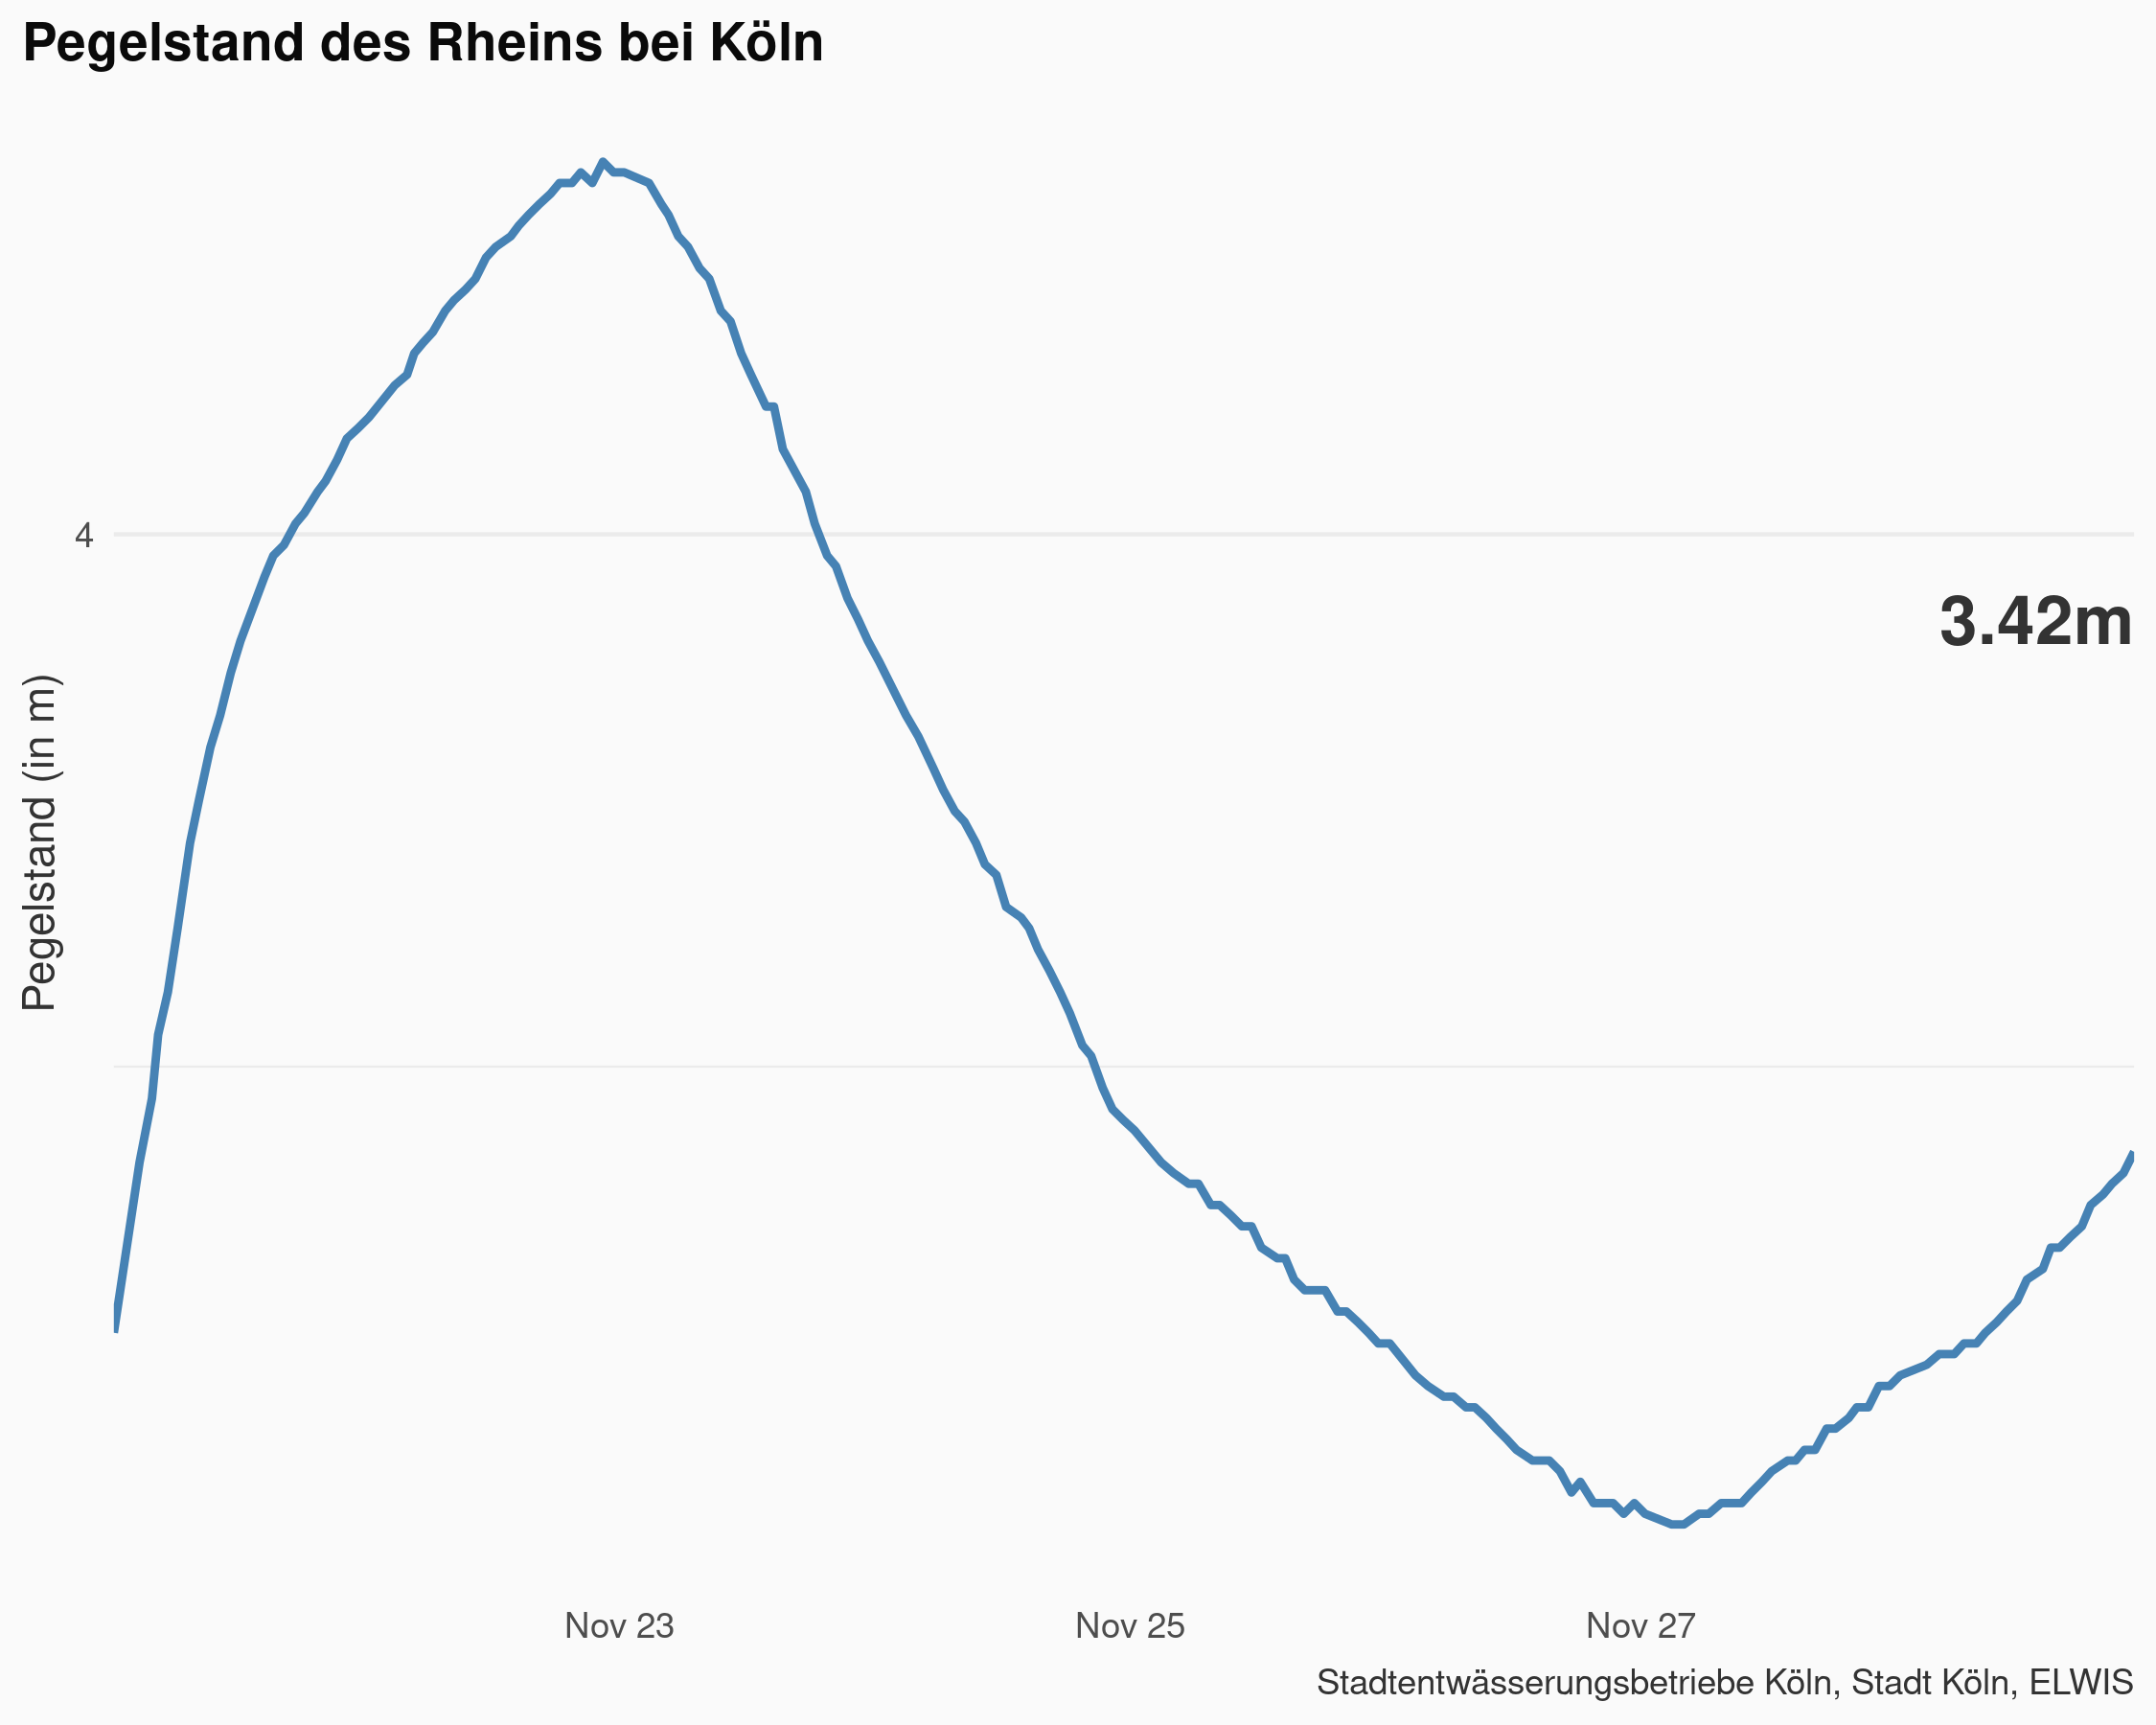 Pegelstand des Rheins bei Köln
Pegelstand (in m)
4
3.42m
Nov 23
Nov 25
Nov 27
Stadtentwässerungsbetriebe Köln, Stadt Köln, ELWIS